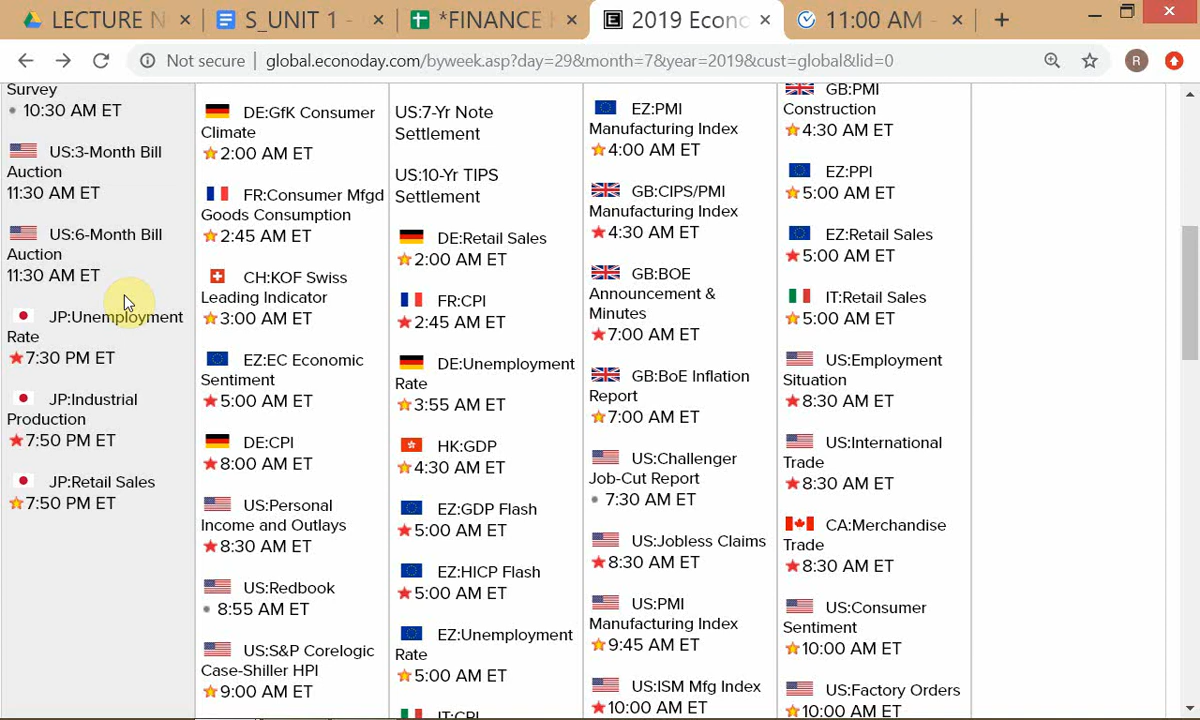 LECTURE N
S_UNIT 1 -
*FINANCE
2019 Econo
11:00 AM -
Not secure
global.econoday.com/byweek.asp?day=29&month=7&year=2019&cust=global&lid=0
R
Survey
10:30 AM ET
US:3-Month Bill
Auction
11:30 AM ET
US:6-Month Bill
Auction
11:30 AM ET
JP:Unemployment
Rate
7:30 PM ET
JP:Industrial
Production
7:50 PM ET
JP:Retail Sales
7:50 PM ET
DE:GfK Consumer
Climate
2:00 AM ET
FR:Consumer Mfgd
Goods Consumption
2:45 AM ET
CH:KOF Swiss
Leading Indicator
3:00 AM ET
EZ:EC Economic
Sentiment
5:00 AM ET
DE:CPI
8:00 AM ET
US:Personal
Income and Outlays
8:30 AM ET
US:Redbook
8:55 AM ET
US:S&P Corelogic
Case-Shiller HPI
9:00 AM ET
US:7-Yr Note
Settlement
US:10-Yr TIPS
Settlement
DE:Retail Sales
2:00 AM ET
FR:CPI
2:45 AM ET
DE:Unemployment
Rate
3:55 AM ET
HK:GDP
4:30 AM ET
EZ:GDP Flash
5:00 AM ET
EZ:HICP Flash
5:00 AM ET
EZ:Unemployment
Rate
5:00 AM ET
IT:CPI
EZ:PMI
Manufacturing Index
4:00 AM ET
GB:CIPS/PMI
Manufacturing Index
4:30 AM ET
GB:BOE
Announcement &
Minutes
7:00 AM ET
GB:BoE Inflation
Report
7:00 AM ET
US:Challenger
Job-Cut Report
7:30 AM ET
US:Jobless Claims
8:30 AM ET
US:PMI
Manufacturing Index
9:45 AM ET
US:ISM Mfg Index
10:00 AM ET
GB:PMI
Construction
4:30 AM ET
EZ:PPI
5:00 AM ET
EZ:Retail Sales
5:00 AM ET
IT:Retail Sales
5:00 AM ET
US:Employment
Situation
8:30 AM ET
US:International
Trade
8:30 AM ET
CA:Merchandise
Trade
8:30 AM ET
US:Consumer
Sentiment
10:00 AM ET
US:Factory Orders
10:00 AM ET